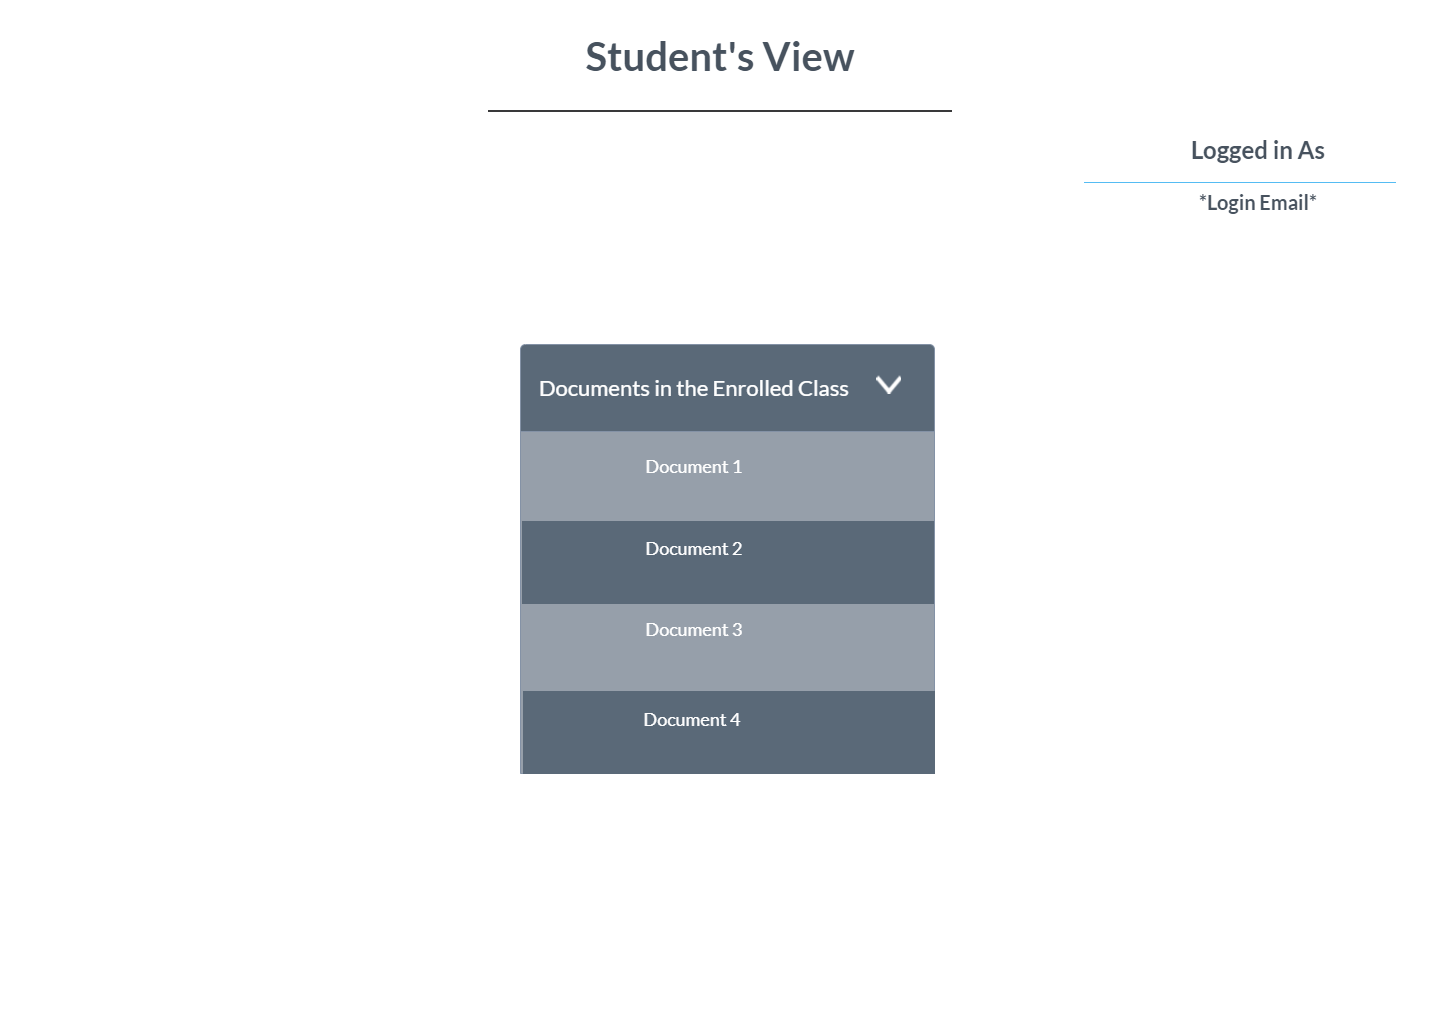 Student's View
Logged in As
*Login Email*
Documents in the Enrolled Class
Document 1
Document 2
Document 3
Document 4